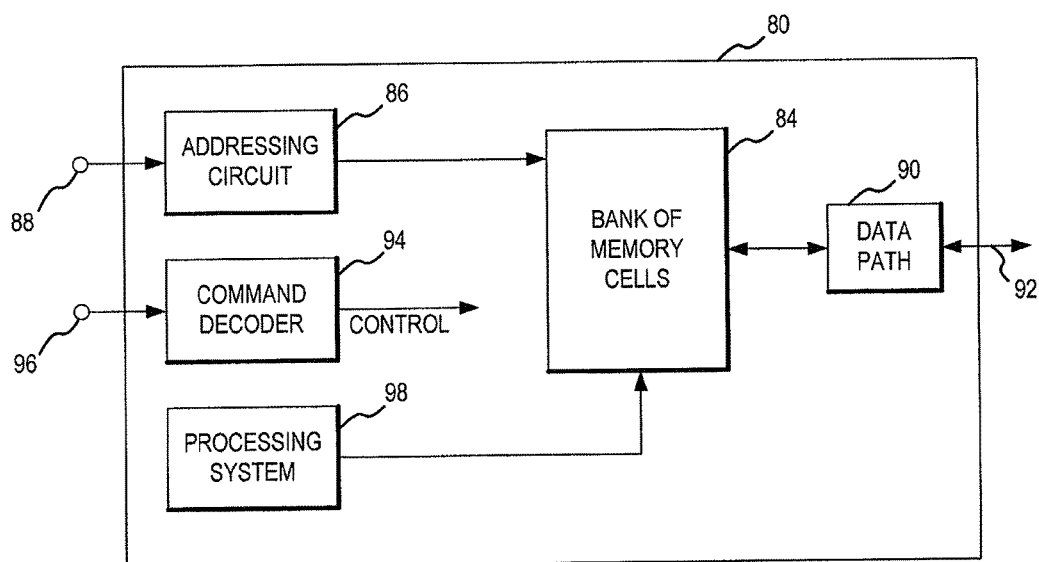 80
86
ADDRESSING
CIRCUIT
88
84
BANK OF
MEMORY
CELLS
90
DATA
PATH
92
94
COMMAND
DECODER
CONTROL
96
98
PROCESSING
SYSTEM